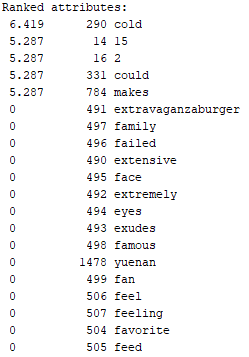 Ranked attributes:
6.419 290 cold
5.287 14 15
5.287 16 2
5.287 331 could
5.287 784 makes
0 491 extravaganzaburger
0 497 family
0 496 failed
0 490 extensive
0 495 face
0 492 extremely
0 494 eyes
0 493 exudes
0 498 famous
0 1478 yuenan
0 499 fan
0 506 feel
0 507 feeling
0 504 favorite
0 505 feed